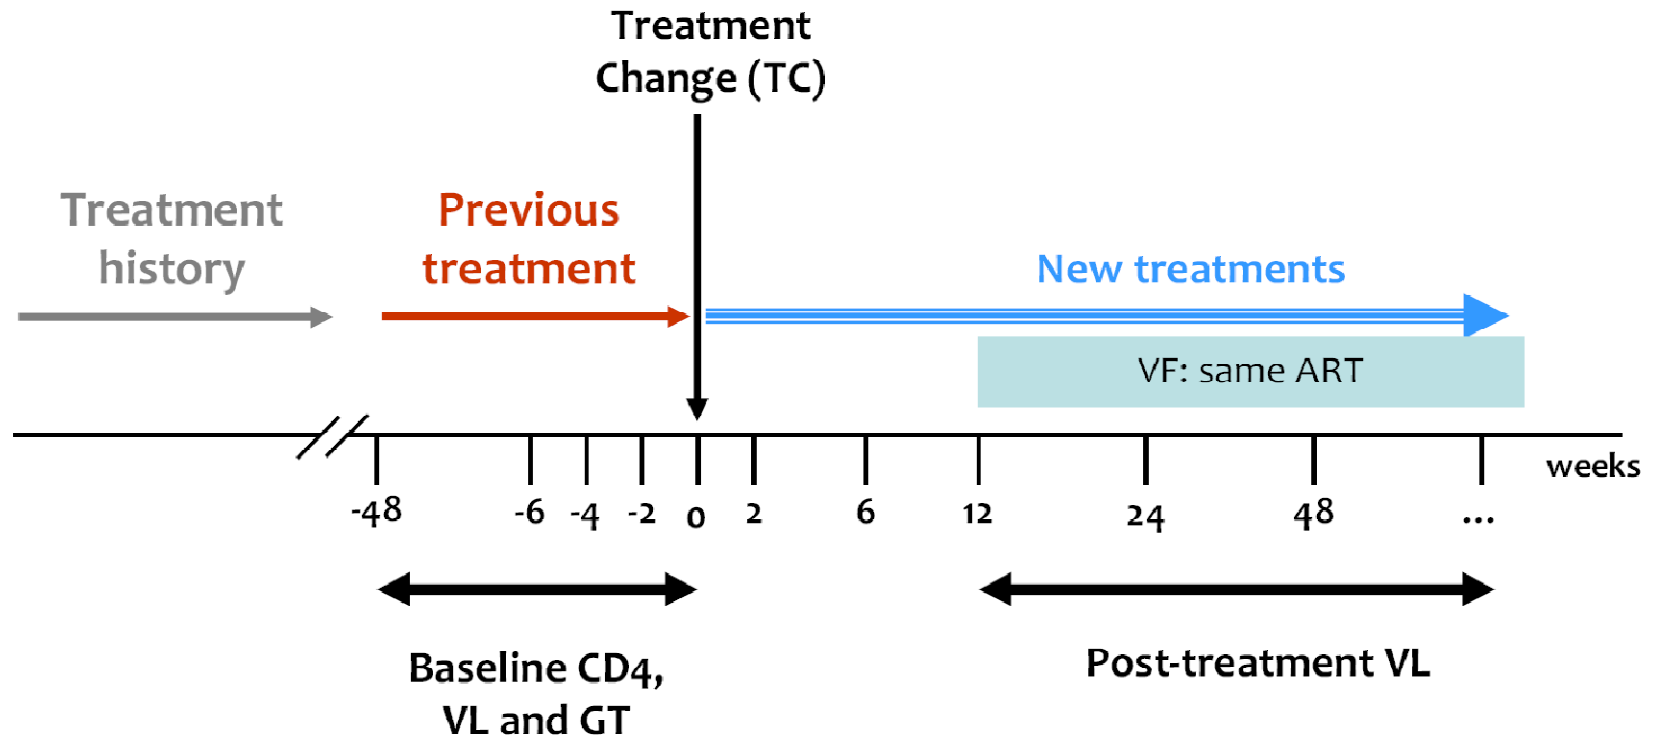 Treatment
Change (TC)
Treatment
history
Previous
treatment
New treatments
VF: same ART
weeks
-48 -6 -4 -2 0 2 6 12 24 48 ...
Baseline CD4,
VL and GT
Post-treatment VL